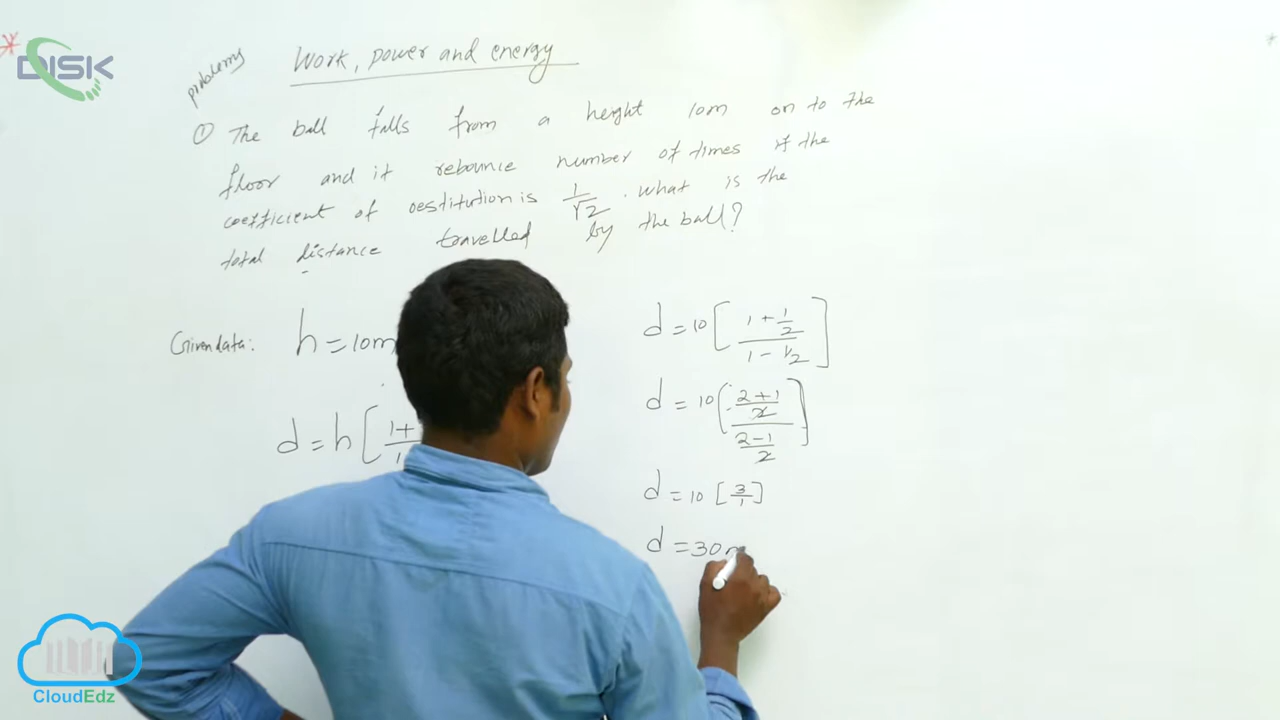 DISK
problems
Work, power and energy
① The ball falls from a height 10m on to the
floor and it rebounce number of times if the
coefficient of oestitution is 1/√2 . what is the
total distance travelled by the ball?
Given data: h = 10m
d = h [ 1+
d = 10 [ 1 + 1/2 / 1 - 1/2 ]
d = 10 [ 2+1/2 / 2-1/2 ]
d = 10 [ 3/1 ]
d = 30m
CloudEdz